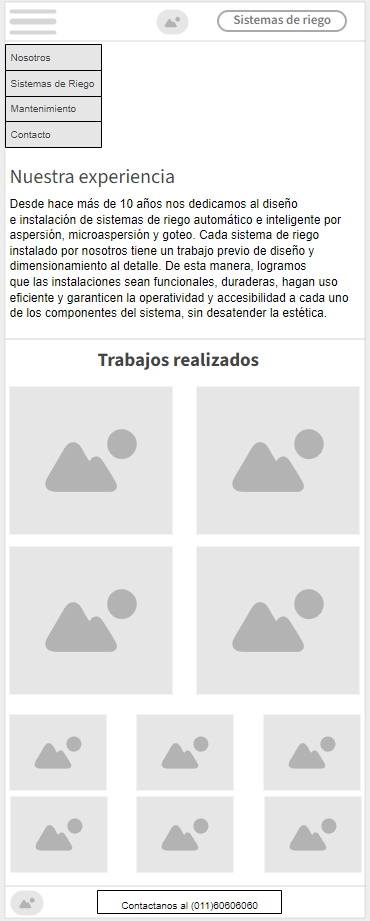 Sistemas de riego
Nosotros
Sistemas de Riego
Mantenimiento
Contacto
Nuestra experiencia
Desde hace más de 10 años nos dedicamos al diseño
e instalación de sistemas de riego automático e inteligente por
aspersión, microaspersión y goteo. Cada sistema de riego
instalado por nosotros tiene un trabajo previo de diseño y
dimensionamiento al detalle. De esta manera, logramos
que las instalaciones sean funcionales, duraderas, hagan uso
eficiente y garanticen la operatividad y accesibilidad a cada uno
de los componentes del sistema, sin desatender la estética.
Trabajos realizados
Contactanos al (011)60606060